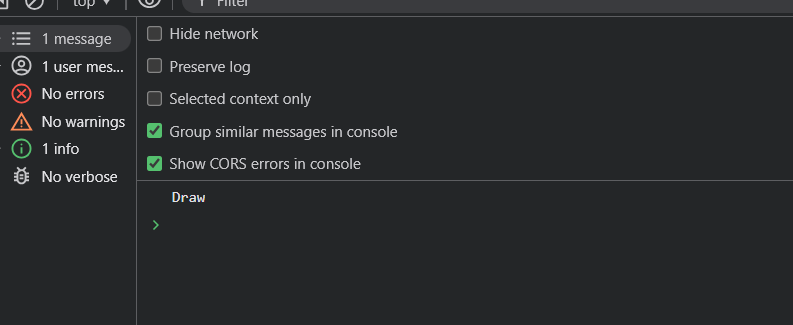 top Filter
1 message
1 user mes...
No errors
No warnings
1 info
No verbose
Hide network
Preserve log
Selected context only
Group similar messages in console
Show CORS errors in console
Draw